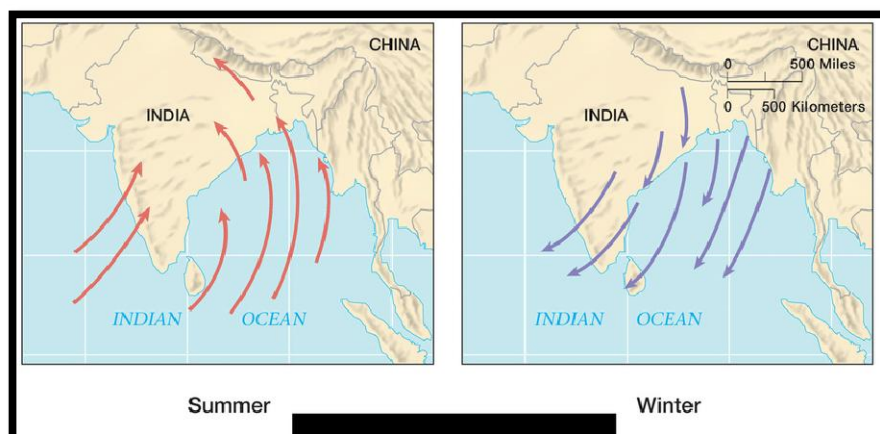 CHINA
INDIA
INDIAN OCEAN
Summer
CHINA
0 500 Miles
0 500 Kilometers
INDIA
INDIAN OCEAN
Winter